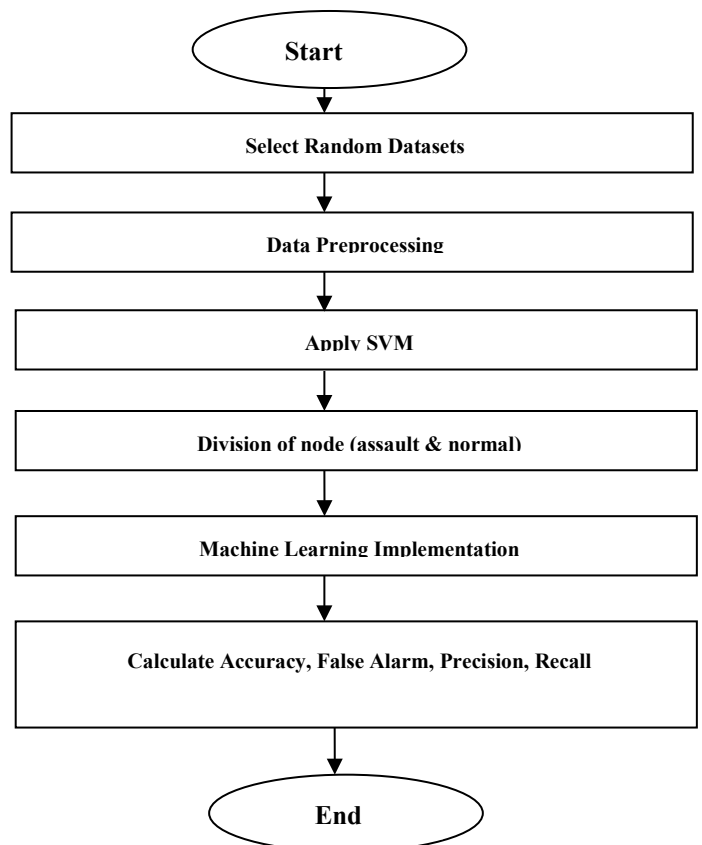 Start
Select Random Datasets
Data Preprocessing
Apply SVM
Division of node (assault & normal)
Machine Learning Implementation
Calculate Accuracy, False Alarm, Precision, Recall
End